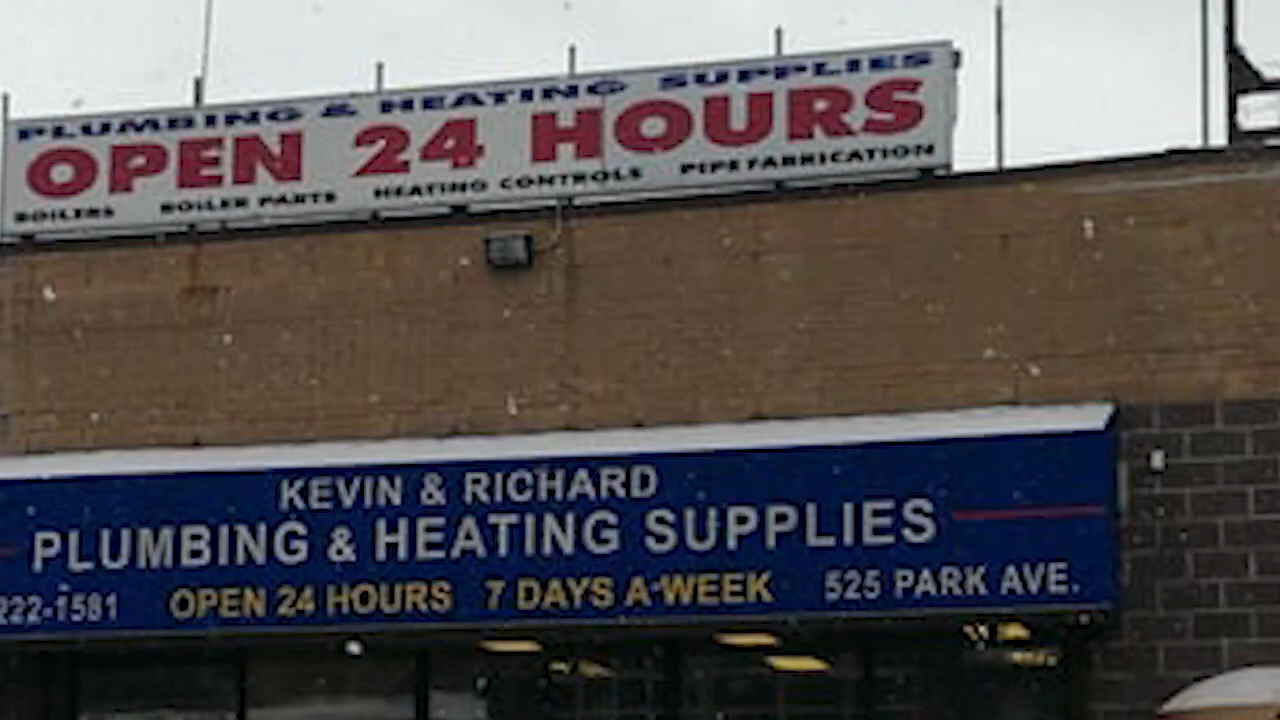 PLUMBING & HEATING SUPPLIES
OPEN 24 HOURS
BOILERS BOILER PARTS HEATING CONTROLS PIPE FABRICATION
KEVIN & RICHARD
PLUMBING & HEATING SUPPLIES
222-1581 OPEN 24 HOURS 7 DAYS A WEEK 525 PARK AVE.